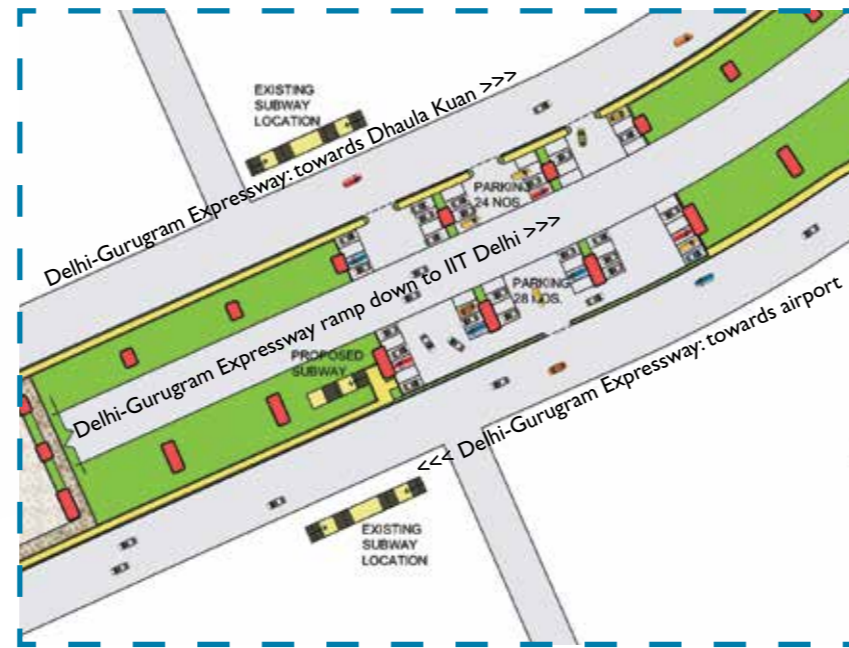 EXISTING
SUBWAY
LOCATION
Delhi-Gurugram Expressway: towards Dhaula Kuan >>>
PARKING
24 NOS.
Delhi-Gurugram Expressway ramp down to IIT Delhi >>>
PARKING
28 NOS.
PROPOSED
SUBWAY
<<< Delhi-Gurugram Expressway: towards airport
EXISTING
SUBWAY
LOCATION